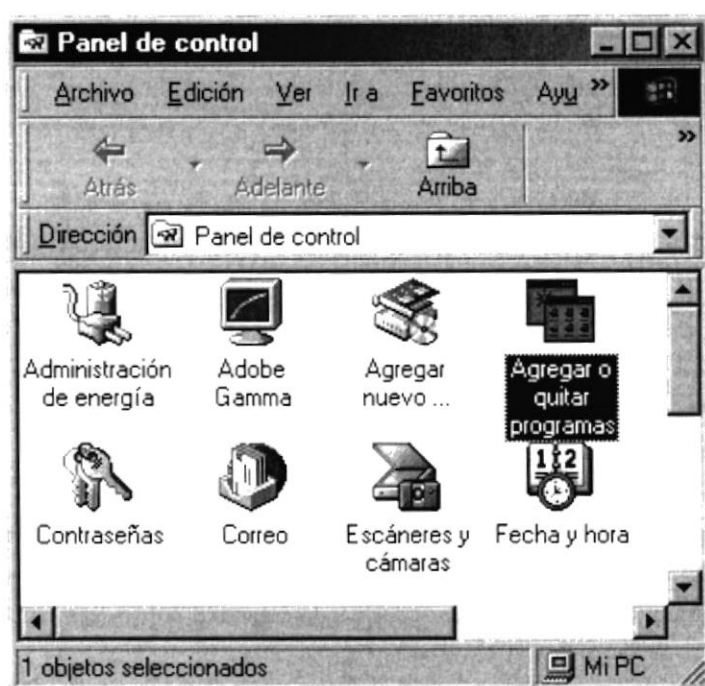 Panel de control
Archivo Edición Ver Ir a Favoritos Ayu »
Atrás Adelante Arriba »
Dirección Panel de control
Administración de energía
Adobe Gamma
Agregar nuevo ...
Agregar o quitar programas
Contraseñas
Correo
Escáneres y cámaras
Fecha y hora
1 objetos seleccionados Mi PC